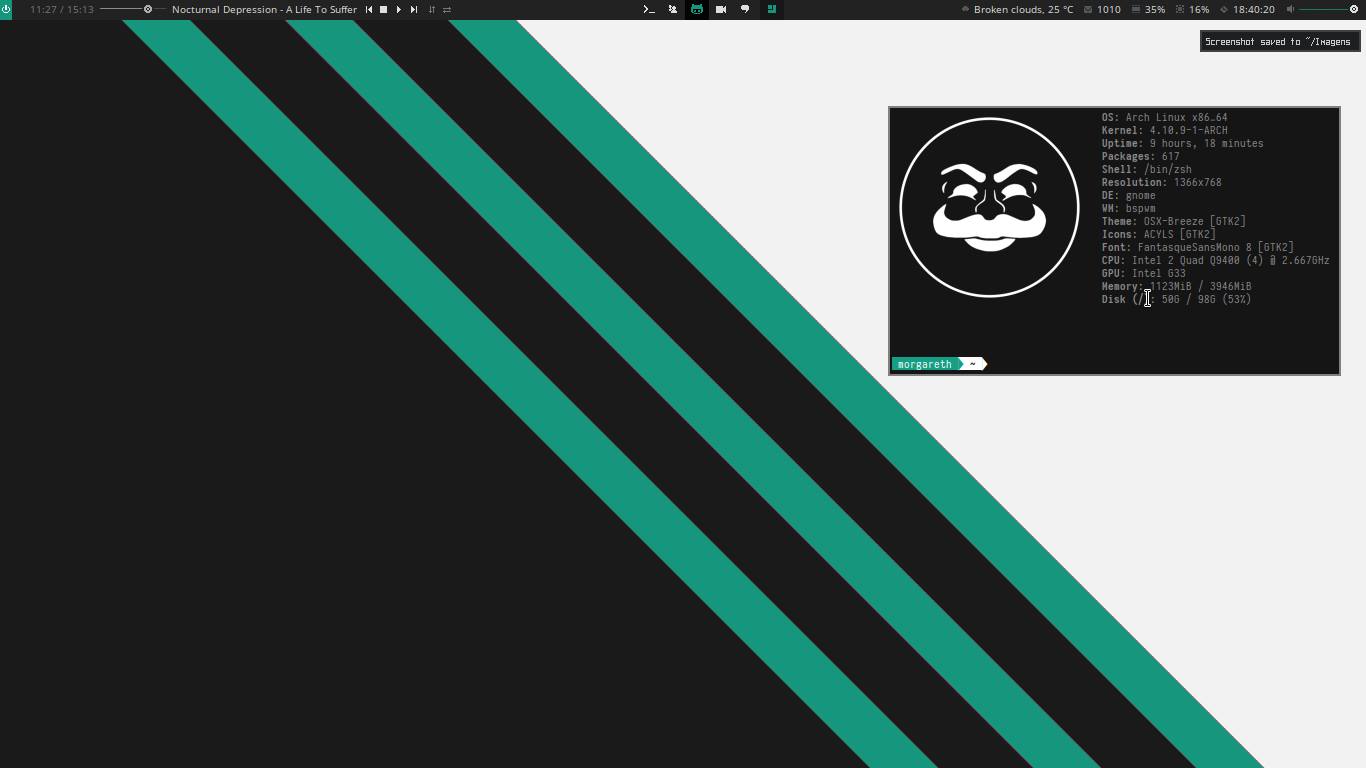 11:27 / 15:13 Nocturnal Depression - A Life To Suffer Broken clouds, 25 °C 1010 35% 16% 18:40:20
Screenshot saved to ~/Imagens
OS: Arch Linux x86_64
Kernel: 4.10.9-1-ARCH
Uptime: 9 hours, 18 minutes
Packages: 617
Shell: /bin/zsh
Resolution: 1366x768
DE: gnome
WM: bspwm
Theme: OSX-Breeze [GTK2]
Icons: ACYLS [GTK2]
Font: FantasqueSansMono 8 [GTK2]
CPU: Intel 2 Quad Q9400 (4) @ 2.667GHz
GPU: Intel G33
Memory: 1123MiB / 3946MiB
Disk (/): 50G / 98G (53%)
morgareth ~